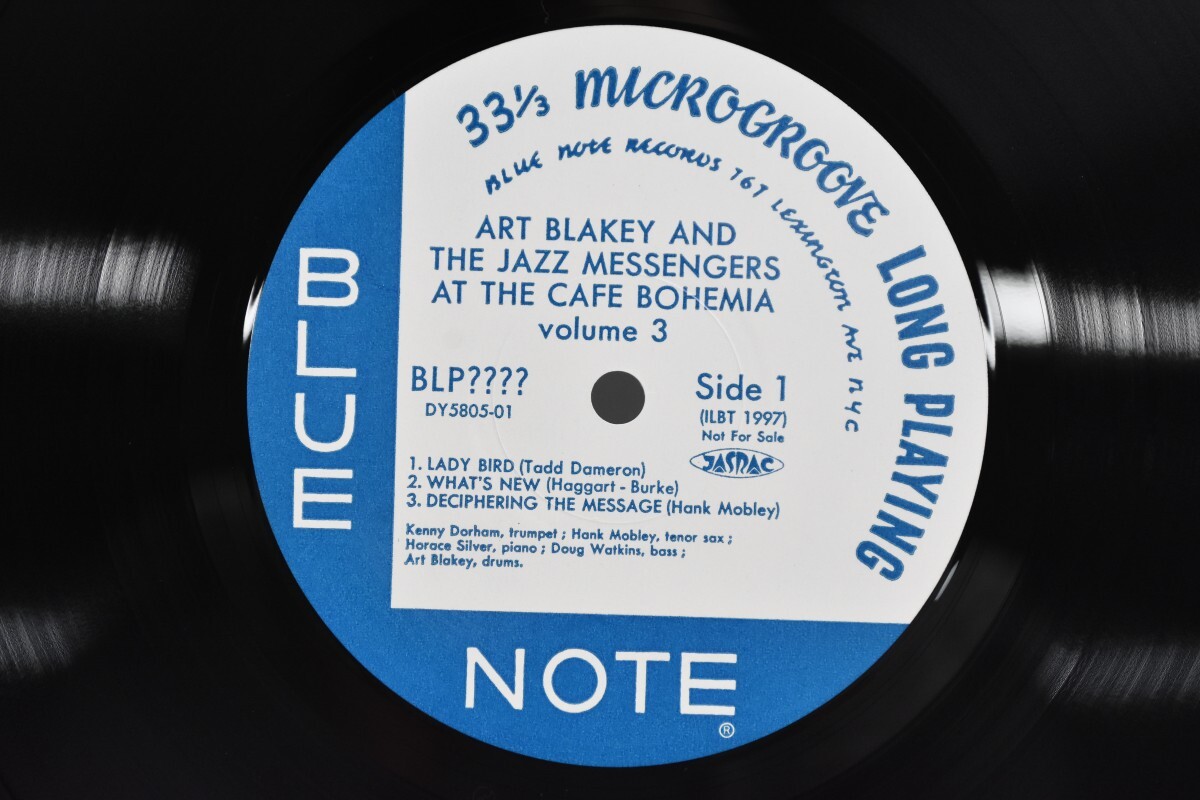 33 1/3 MICROGROOVE LONG PLAYING
BLUE NOTE RECORDS 767 LEXINGTON AVE NYC
ART BLAKEY AND
THE JAZZ MESSENGERS
AT THE CAFE BOHEMIA
volume 3
BLP????
DY5805-01
Side 1
(ILBT 1997)
Not For Sale
JASRAC
1. LADY BIRD (Tadd Dameron)
2. WHAT'S NEW (Haggart - Burke)
3. DECIPHERING THE MESSAGE (Hank Mobley)
Kenny Dorham, trumpet ; Hank Mobley, tenor sax ;
Horace Silver, piano ; Doug Watkins, bass ;
Art Blakey, drums.
BLUE
NOTE
®